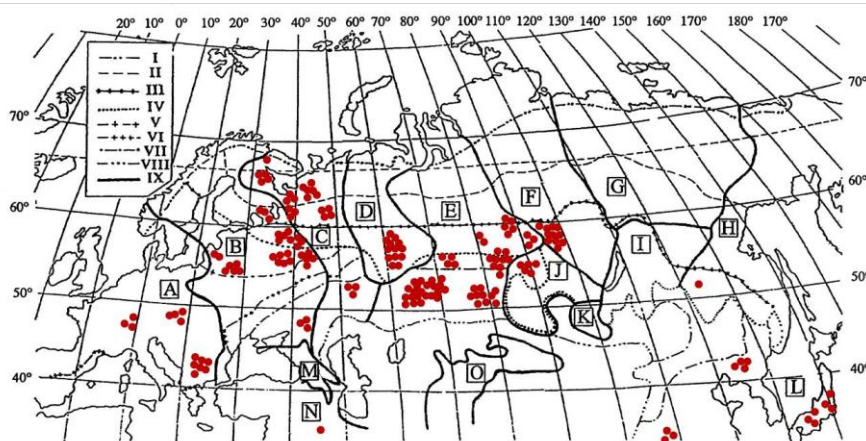 20° 10° 0° 10° 20° 30° 40° 50° 60° 70° 80° 90° 100° 110° 120° 130° 140° 150° 160° 170° 180° 170°
I
II
III
IV
V
VI
VII
VIII
IX
70° 70°
60° 60°
50° 50°
40° 40°
A
B
C
D
E
F
G
H
I
J
K
L
M
N
O